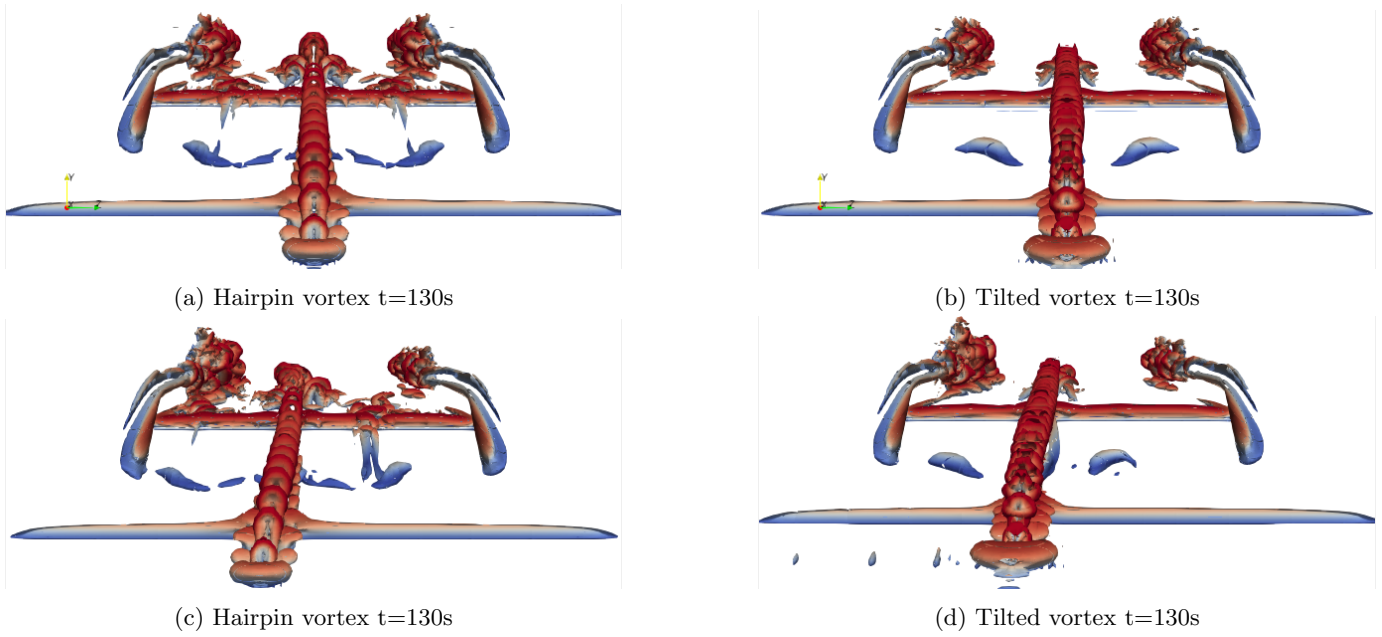 Y
X Z
(a) Hairpin vortex t=130s
Y
X Z
(b) Tilted vortex t=130s
(c) Hairpin vortex t=130s
(d) Tilted vortex t=130s